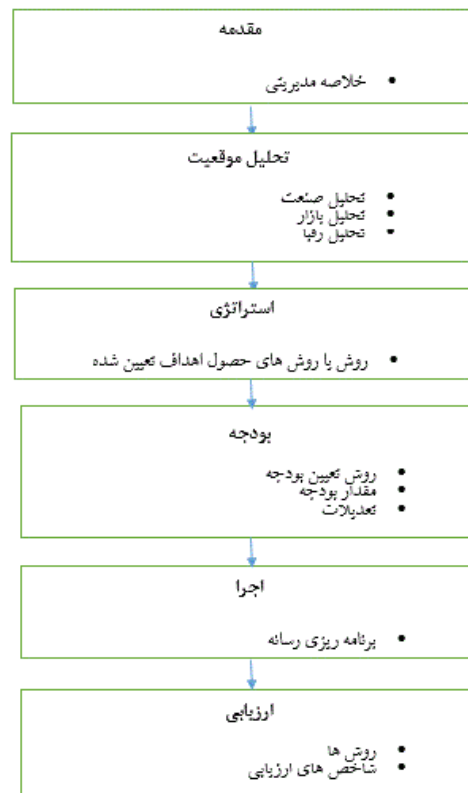 مقدمه
• خلاصه مدیریتی
تحلیل موقعیت
• تحلیل صنعت
• تحلیل بازار
• تحلیل رقبا
استراتژی
• روش یا روش های حصول اهداف تعیین شده
بودجه
• روش تعیین بودجه
• مقدار بودجه
• تعدیلات
اجرا
• برنامه ریزی رسانه
ارزیابی
• روش ها
• شاخص های ارزیابی